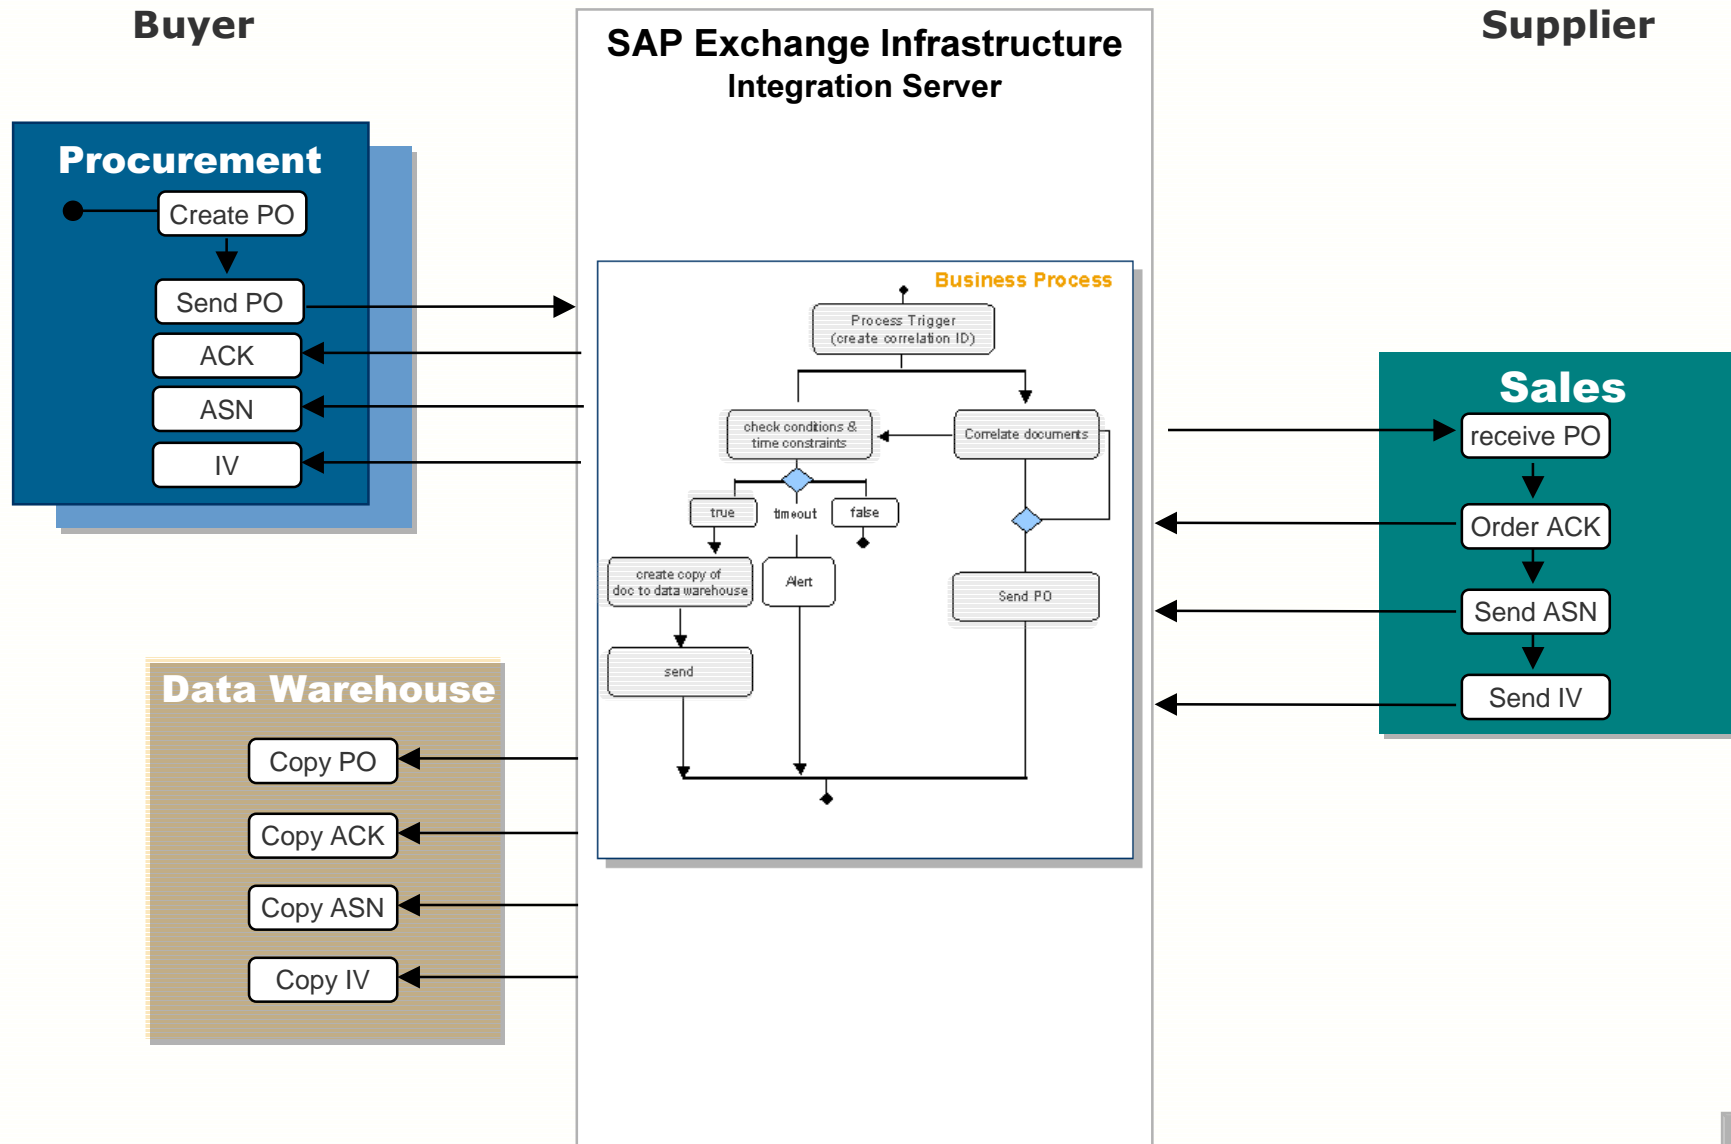 Buyer
SAP Exchange Infrastructure
Integration Server
Supplier
Procurement
Create PO
Send PO
ACK
ASN
IV
Business Process
Process Trigger
(create correlation ID)
check conditions &
time constraints
Correlate documents
true
timeout
false
create copy of
doc to data warehouse
Alert
Send PO
send
Sales
receive PO
Order ACK
Send ASN
Send IV
Data Warehouse
Copy PO
Copy ACK
Copy ASN
Copy IV